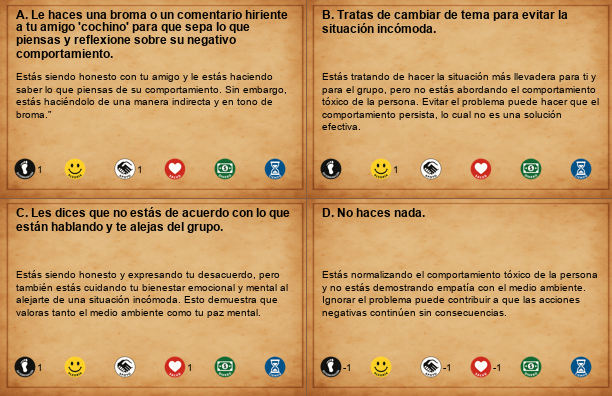 A. Le haces una broma o un comentario hiriente
a tu amigo 'cochino' para que sepa lo que
piensas y reflexione sobre su negativo
comportamiento.
Estás siendo honesto con tu amigo y le estás haciendo
saber lo que piensas de su comportamiento. Sin embargo,
estás haciéndolo de una manera indirecta y en tono de
broma."
1
1
B. Tratas de cambiar de tema para evitar la
situación incómoda.
Estás tratando de hacer la situación más llevadera para ti y
para el grupo, pero no estás abordando el comportamiento
tóxico de la persona. Evitar el problema puede hacer que el
comportamiento persista, lo cual no es una solución
efectiva.
1
C. Les dices que no estás de acuerdo con lo que
están hablando y te alejas del grupo.
Estás siendo honesto y expresando tu desacuerdo, pero
también estás cuidando tu bienestar emocional y mental al
alejarte de una situación incómoda. Esto demuestra que
valoras tanto el medio ambiente como tu paz mental.
1
1
D. No haces nada.
Estás normalizando el comportamiento tóxico de la persona
y no estás demostrando empatía con el medio ambiente.
Ignorar el problema puede contribuir a que las acciones
negativas continúen sin consecuencias.
-1
-1
-1